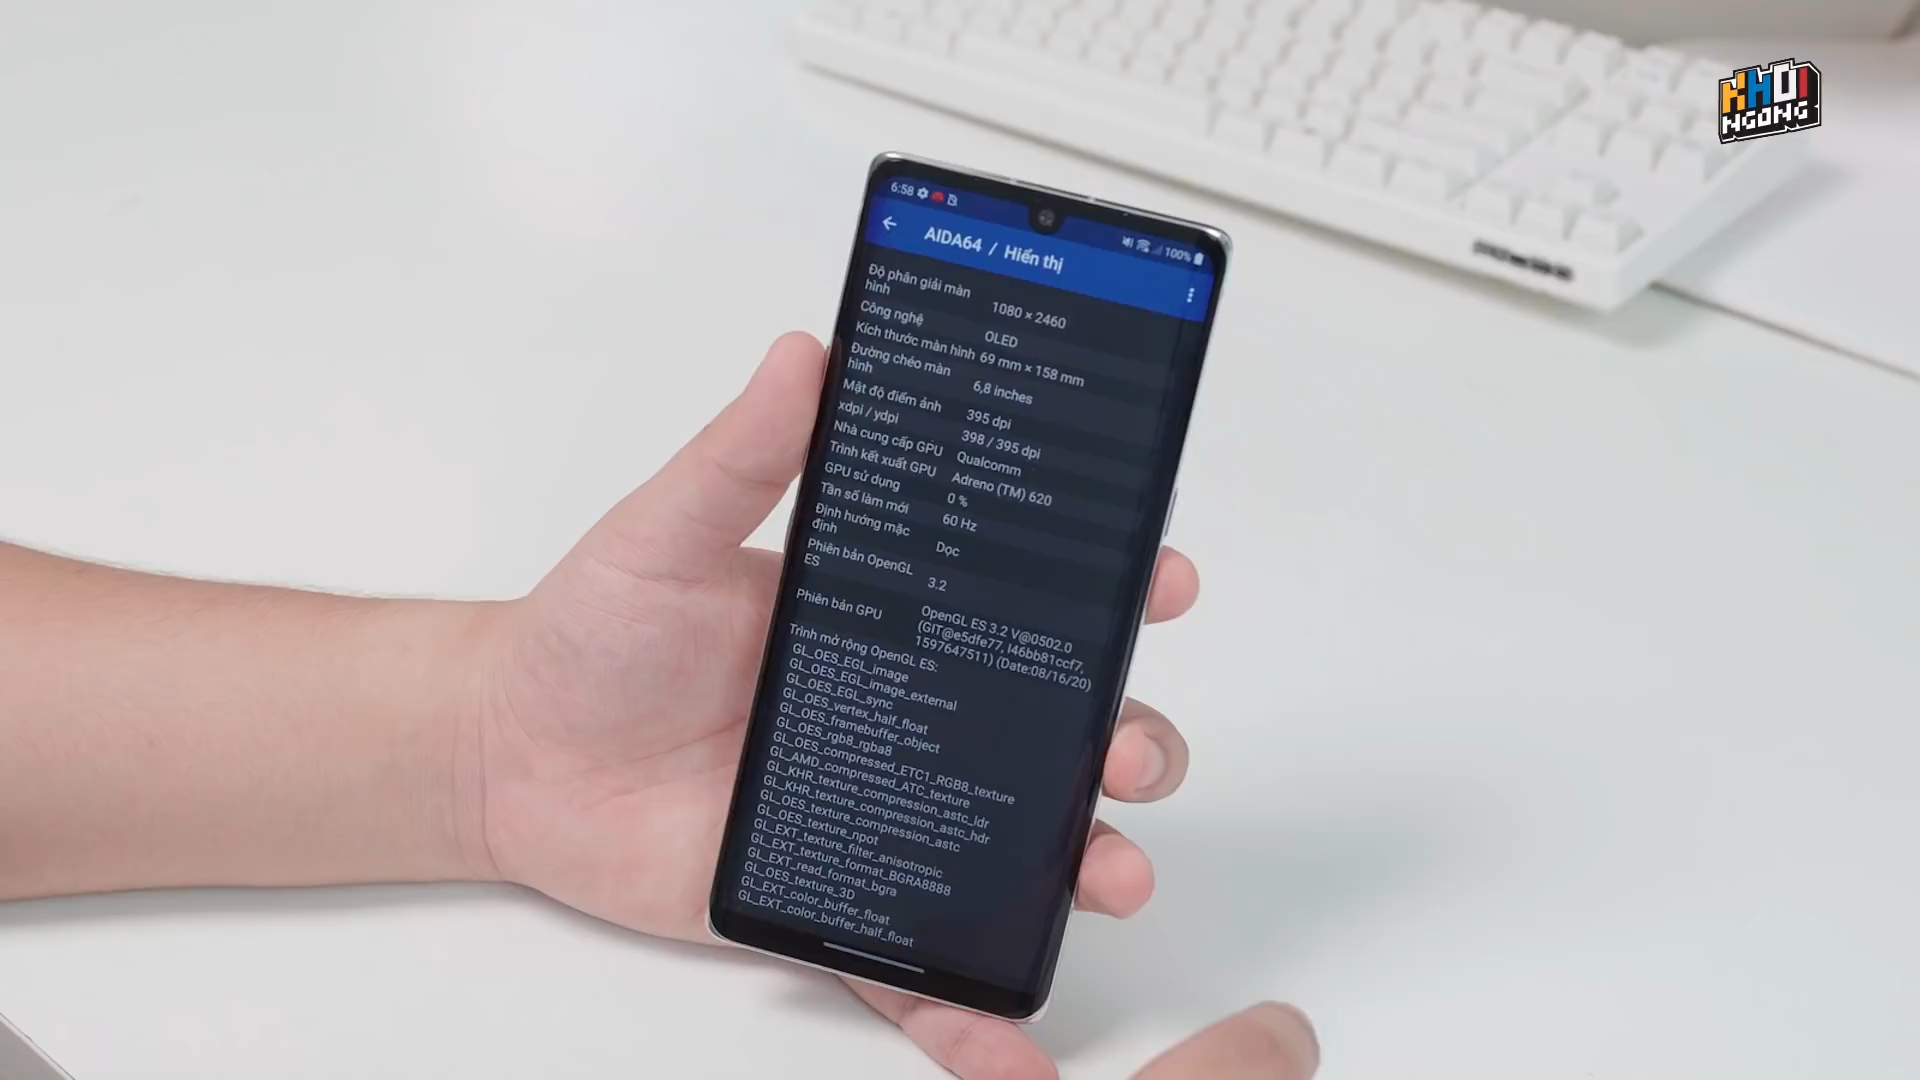 KHOI
NGONG
6:58
100%
AIDA64 / Hiển thị
Độ phân giải màn hình
1080 × 2460
Công nghệ
OLED
Kích thước màn hình
69 mm × 158 mm
Đường chéo màn hình
6,8 inches
Mật độ điểm ảnh
395 dpi
xdpi / ydpi
398 / 395 dpi
Nhà cung cấp GPU
Qualcomm
Trình kết xuất GPU
Adreno (TM) 620
GPU sử dụng
0 %
Tần số làm mới
60 Hz
Định hướng mặc định
Dọc
Phiên bản OpenGL ES
3.2
Phiên bản GPU
OpenGL ES 3.2 V@0502.0
(GIT@e5dfe77, I46bb81ccf7,
1597647511) (Date:08/16/20)
Trình mở rộng OpenGL ES:
GL_OES_EGL_image
GL_OES_EGL_image_external
GL_OES_EGL_sync
GL_OES_vertex_half_float
GL_OES_framebuffer_object
GL_OES_rgb8_rgba8
GL_OES_compressed_ETC1_RGB8_texture
GL_AMD_compressed_ATC_texture
GL_KHR_texture_compression_astc_ldr
GL_KHR_texture_compression_astc_hdr
GL_OES_texture_compression_astc
GL_OES_texture_npot
GL_EXT_texture_filter_anisotropic
GL_EXT_texture_format_BGRA8888
GL_EXT_read_format_bgra
GL_OES_texture_3D
GL_EXT_color_buffer_float
GL_EXT_color_buffer_half_float